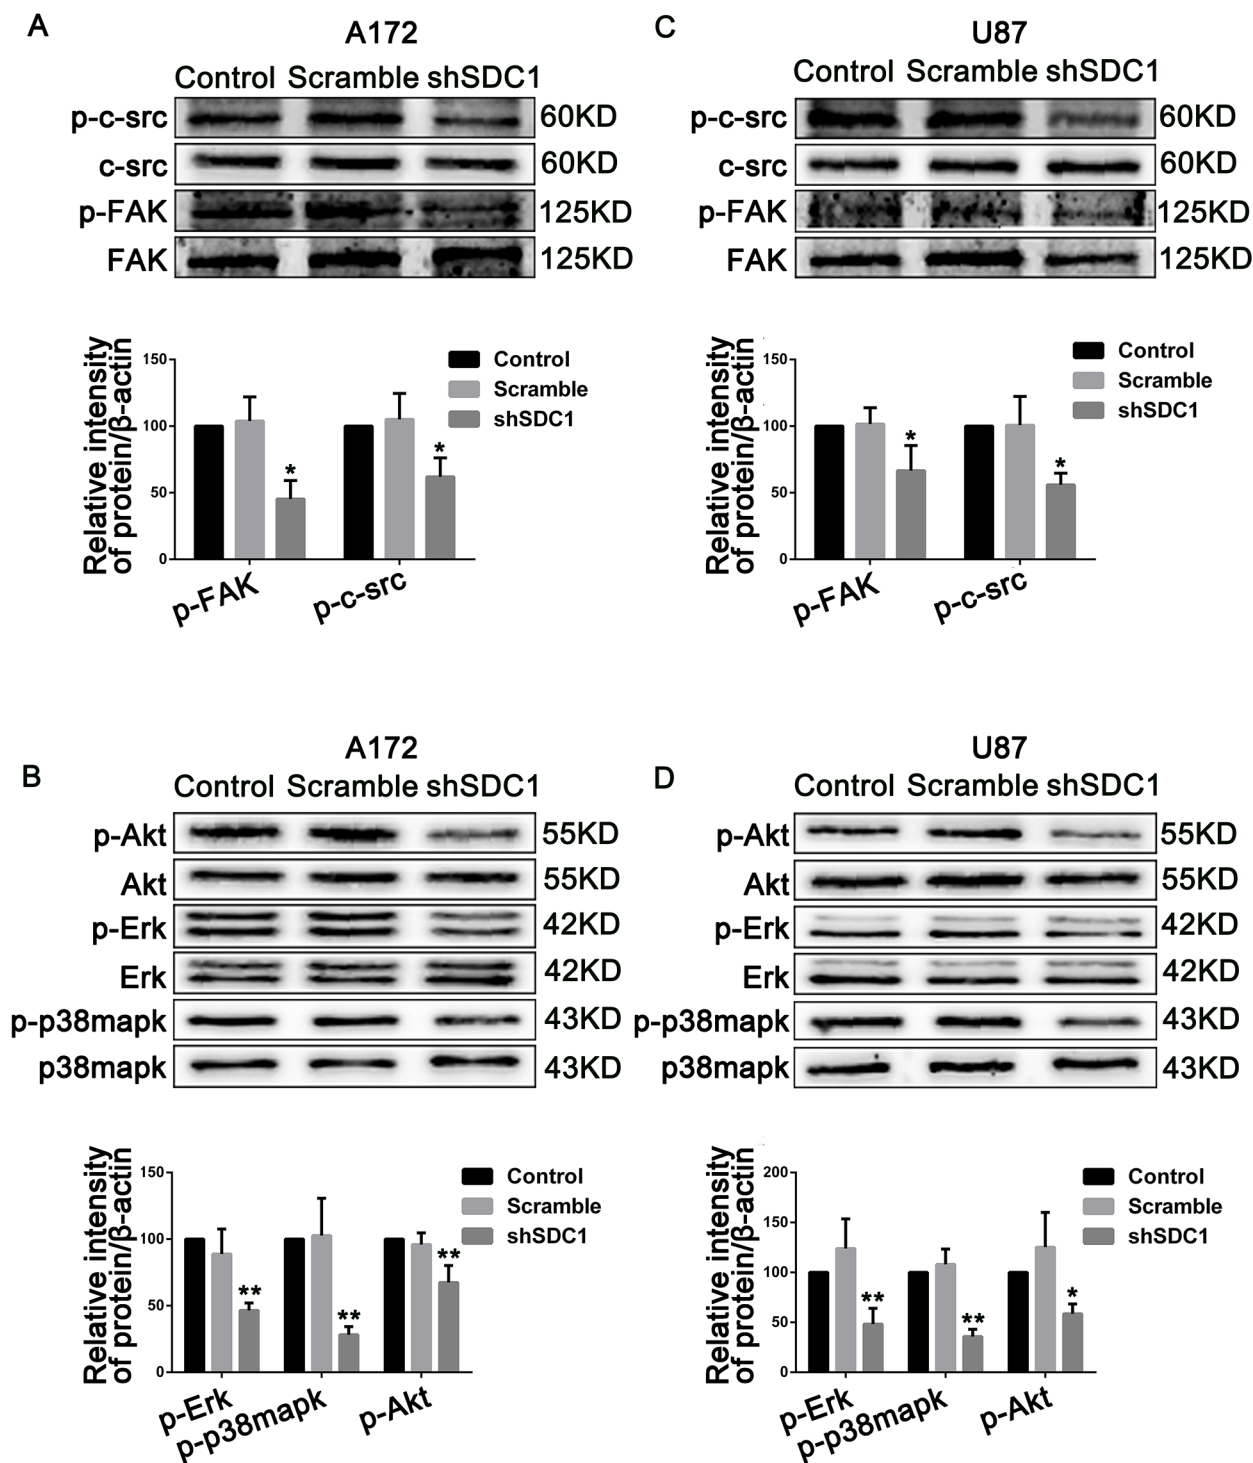 A
A172
Control Scramble shSDC1
p-c-src 60KD
c-src 60KD
p-FAK 125KD
FAK 125KD
Relative intensity
of protein/β-actin
150
100
50
0
Control
Scramble
shSDC1
*
*
p-FAK
p-c-src
C
U87
Control Scramble shSDC1
p-c-src 60KD
c-src 60KD
p-FAK 125KD
FAK 125KD
Relative intensity
of protein/β-actin
150
100
50
0
Control
Scramble
shSDC1
*
*
p-FAK
p-c-src
B
A172
Control Scramble shSDC1
p-Akt 55KD
Akt 55KD
p-Erk 42KD
Erk 42KD
p-p38mapk 43KD
p38mapk 43KD
Relative intensity
of protein/β-actin
150
100
50
0
Control
Scramble
shSDC1
**
**
**
p-Erk
p-p38mapk
p-Akt
D
U87
Control Scramble shSDC1
p-Akt 55KD
Akt 55KD
p-Erk 42KD
Erk 42KD
p-p38mapk 43KD
p38mapk 43KD
Relative intensity
of protein/β-actin
200
150
100
50
0
Control
Scramble
shSDC1
**
**
*
p-Erk
p-p38mapk
p-Akt